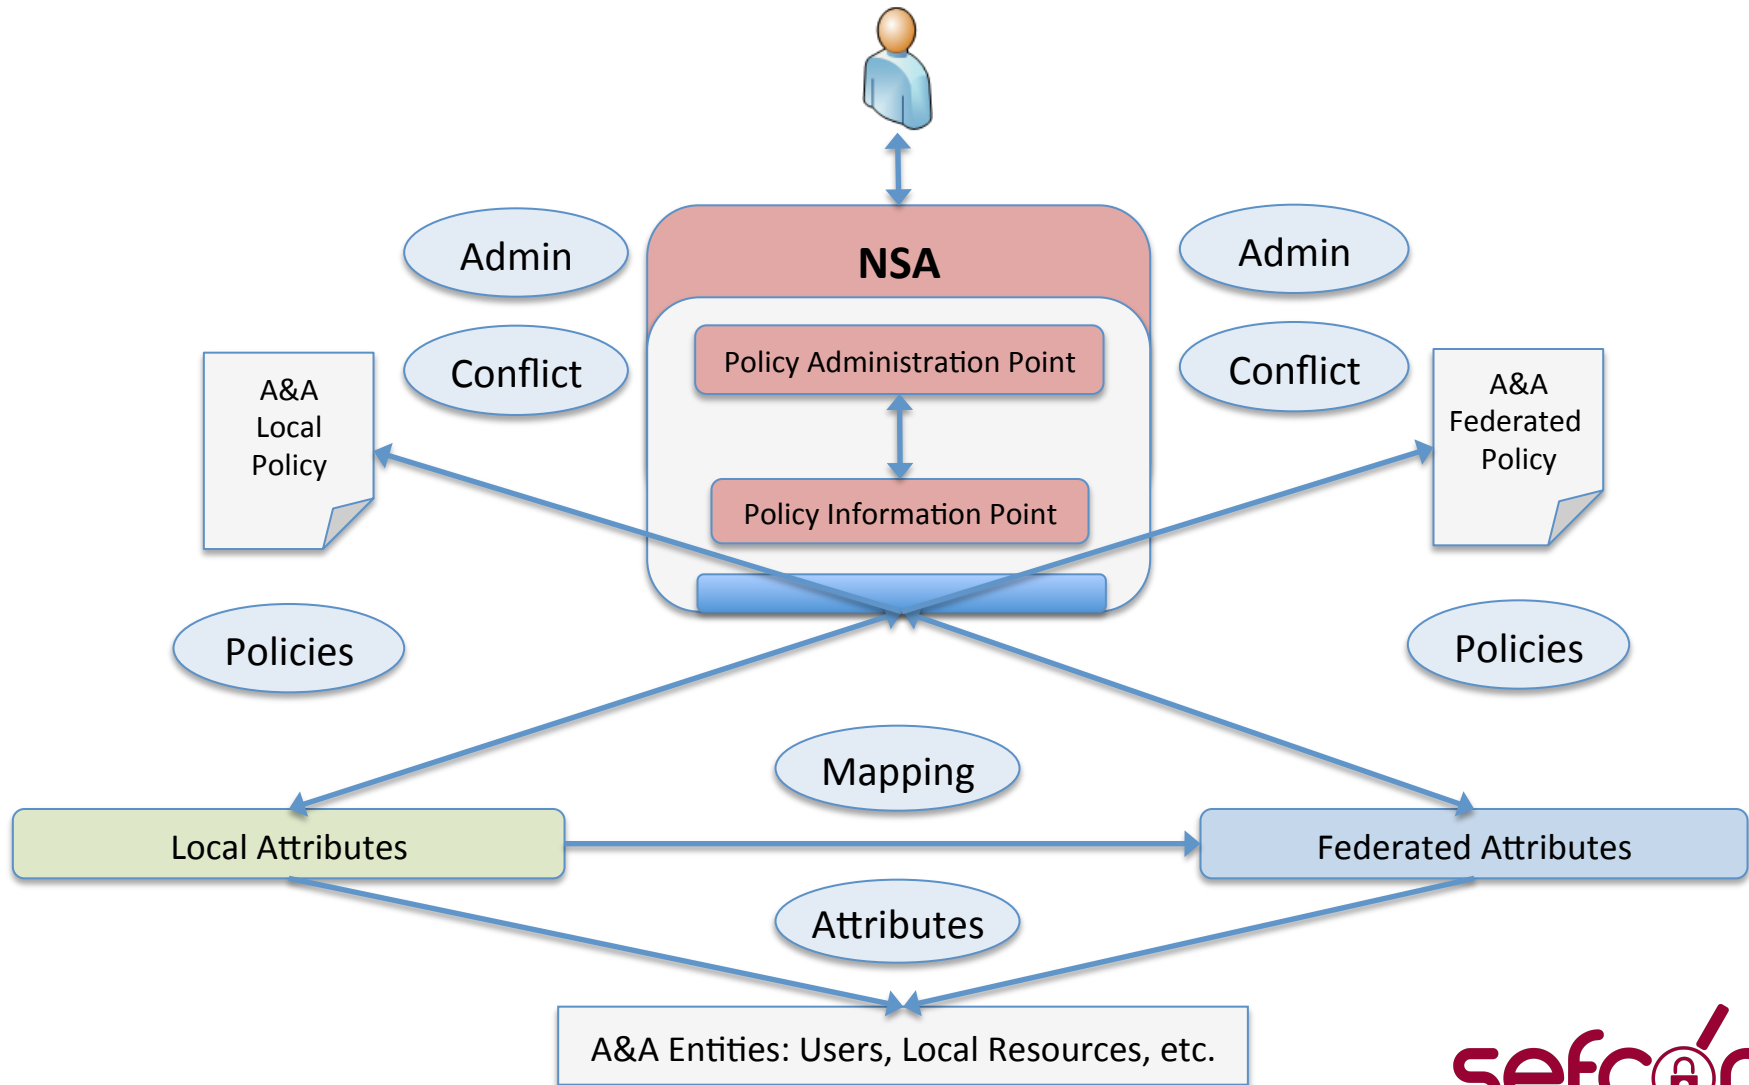 Admin
NSA
Admin
Conflict
Policy Administration Point
Conflict
A&A
Local
Policy
A&A
Federated
Policy
Policy Information Point
Policies
Policies
Mapping
Local Attributes
Federated Attributes
Attributes
A&A Entities: Users, Local Resources, etc.